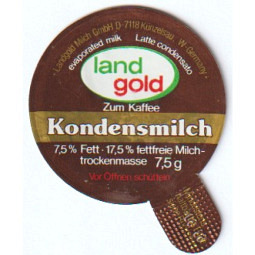 Landgold Milch GmbH D-7118 Künzelsau · W. Germany
evaporated milk Latte condensato
land
gold
Zum Kaffee
Kondensmilch
7,5% Fett · 17,5% fettfreie Milch-
trockenmasse 7,5 g
Vor Öffnen schütteln